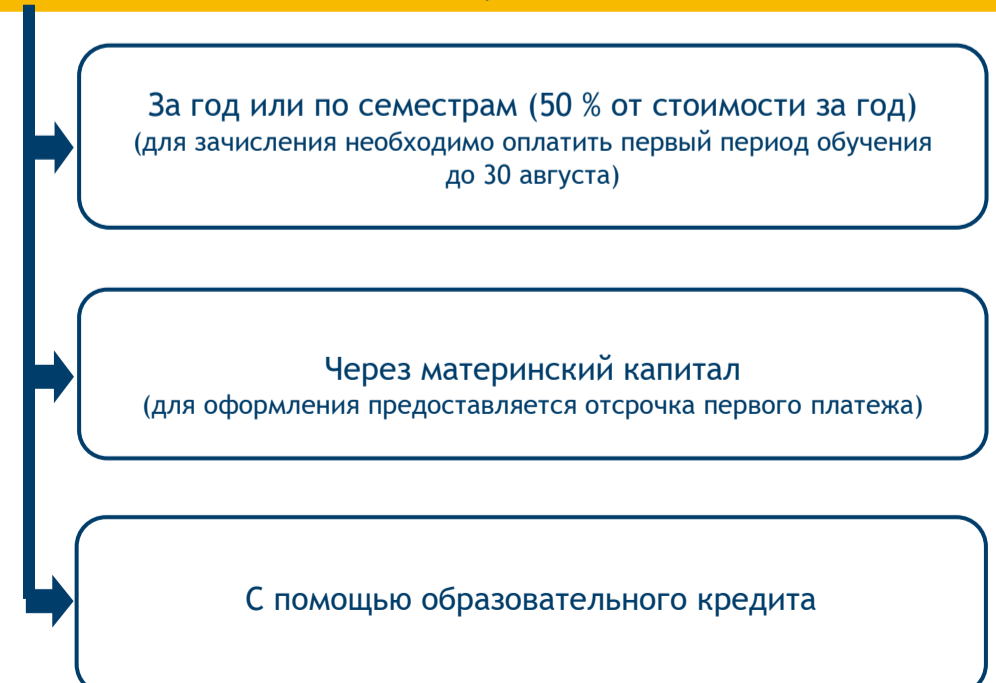 За год или по семестрам (50 % от стоимости за год)
(для зачисления необходимо оплатить первый период обучения
до 30 августа)
Через материнский капитал
(для оформления предоставляется отсрочка первого платежа)
С помощью образовательного кредита